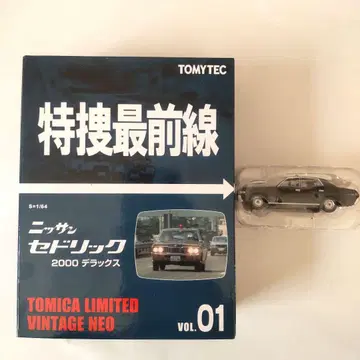 TOMYTEC
特捜最前線
S=1/64
ニッサン
セドリック
2000 デラックス
TOMICA LIMITED
VINTAGE NEO
VOL. 01